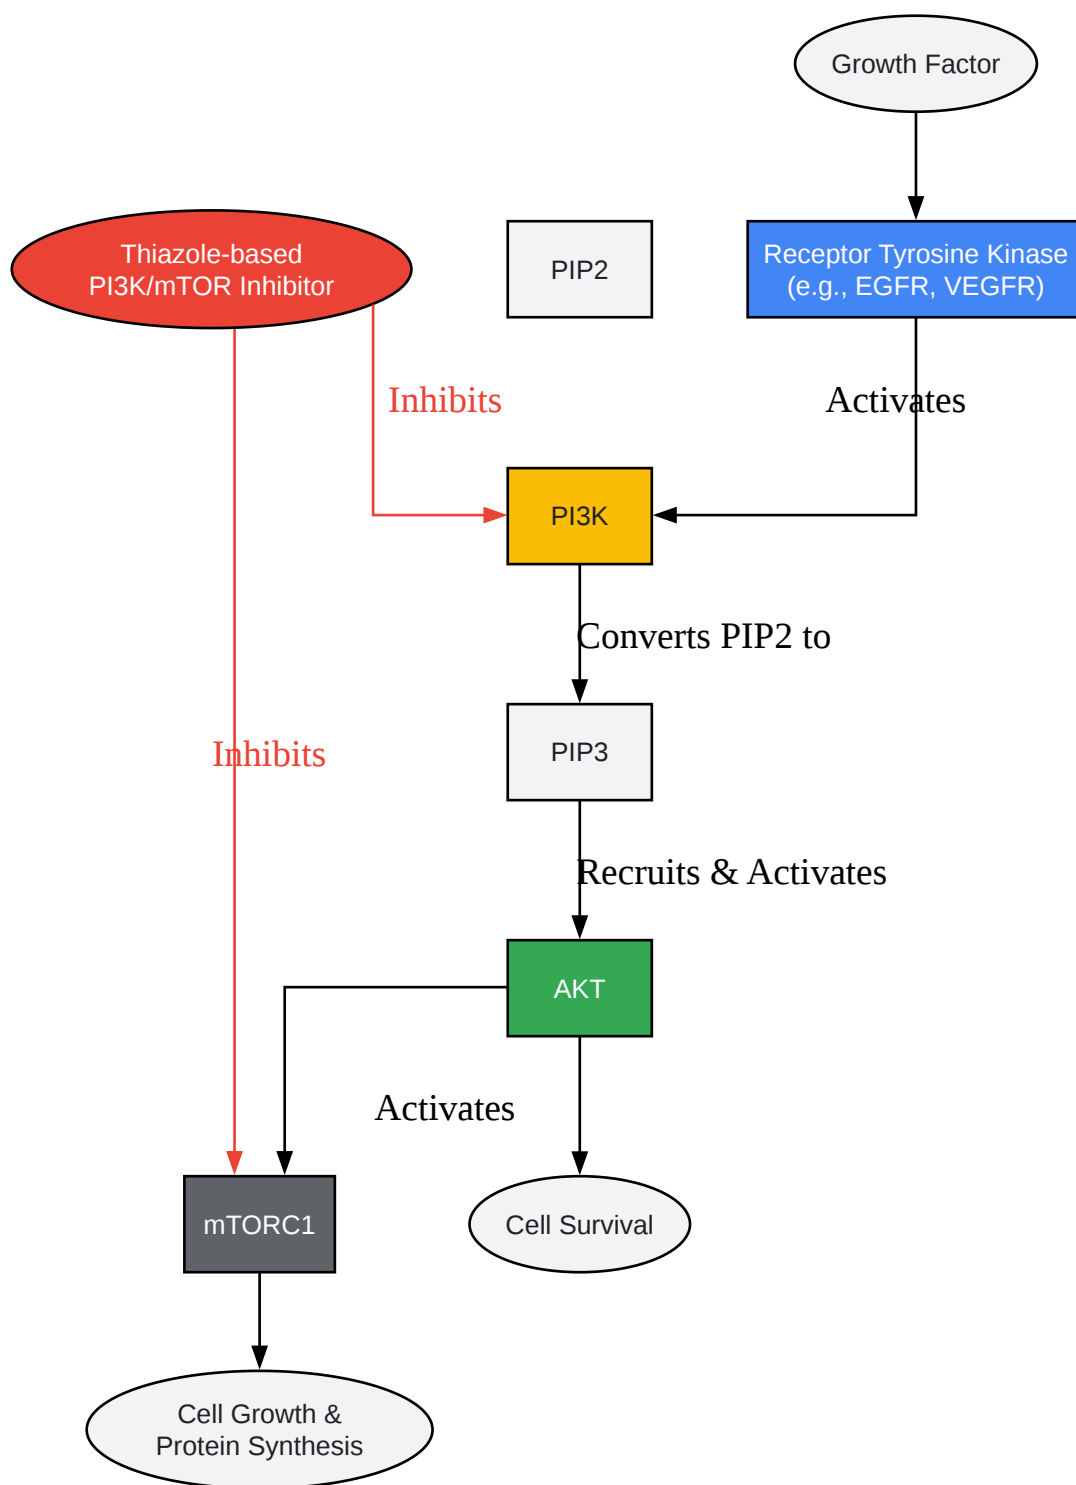 Growth Factor
Thiazole-based
PI3K/mTOR Inhibitor
PIP2
Receptor Tyrosine Kinase
(e.g., EGFR, VEGFR)
Inhibits
Activates
PI3K
Converts PIP2 to
Inhibits
PIP3
Recruits & Activates
AKT
Activates
mTORC1
Cell Survival
Cell Growth &
Protein Synthesis